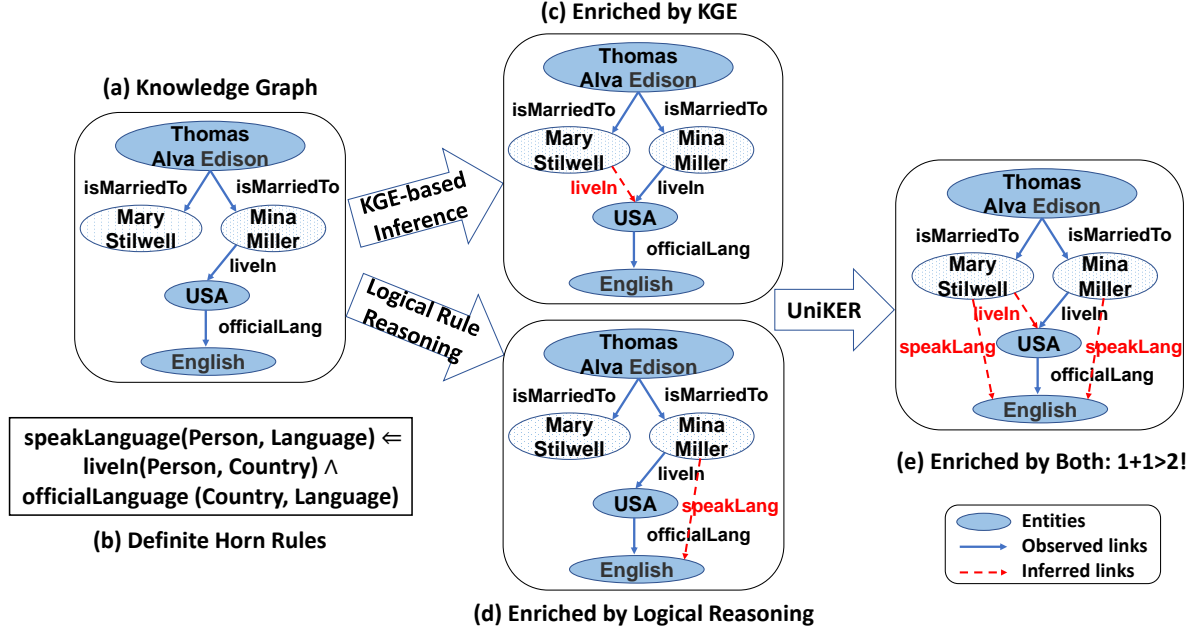 (c) Enriched by KGE
Thomas
Alva Edison
isMarriedTo
isMarriedTo
Mary
Stilwell
Mina
Miller
liveIn
liveIn
USA
officialLang
English
(a) Knowledge Graph
Thomas
Alva Edison
isMarriedTo
isMarriedTo
Mary
Stilwell
Mina
Miller
liveIn
USA
officialLang
English
KGE-based
Inference
Logical Rule
Reasoning
speakLanguage(Person, Language) ⇐
liveIn(Person, Country) ∧
officialLanguage (Country, Language)
(b) Definite Horn Rules
Thomas
Alva Edison
isMarriedTo
isMarriedTo
Mary
Stilwell
Mina
Miller
liveIn
USA
speakLang
officialLang
English
(d) Enriched by Logical Reasoning
UniKER
Thomas
Alva Edison
isMarriedTo
isMarriedTo
Mary
Stilwell
Mina
Miller
liveIn
liveIn
speakLang
USA
speakLang
officialLang
English
(e) Enriched by Both: 1+1>2!
Entities
Observed links
Inferred links